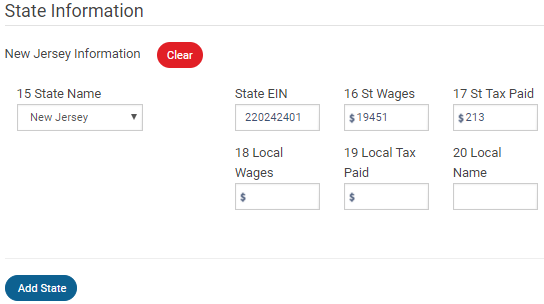 State Information
New Jersey Information Clear
15 State Name State EIN 16 St Wages 17 St Tax Paid
New Jersey 220242401 $ 19451 $ 213
18 Local Wages 19 Local Tax Paid 20 Local Name
$ $
Add State